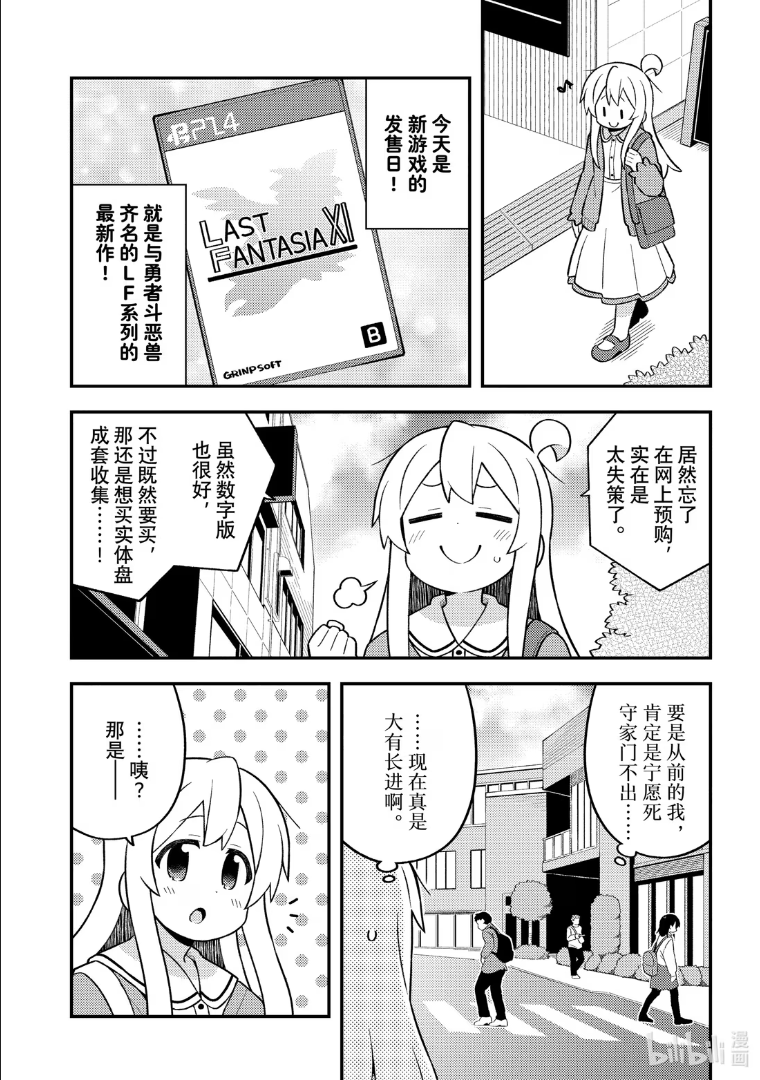 今天是
新游戏的
发售日！
PL4
LAST
FANTASIA XI
B
GRINP SOFT
就是与勇者斗恶兽
齐名的LF系列的
最新作！
居然忘了
在网上预购，
实在是
太失策了。
虽然数字版
也很好，
不过既然要买，
那还是想买实体盘
成套收集……！
要是从前的我，
肯定是宁愿死
守家门不出……
……现在真是
大有长进啊。
……咦？
那是——
bilibili
漫画